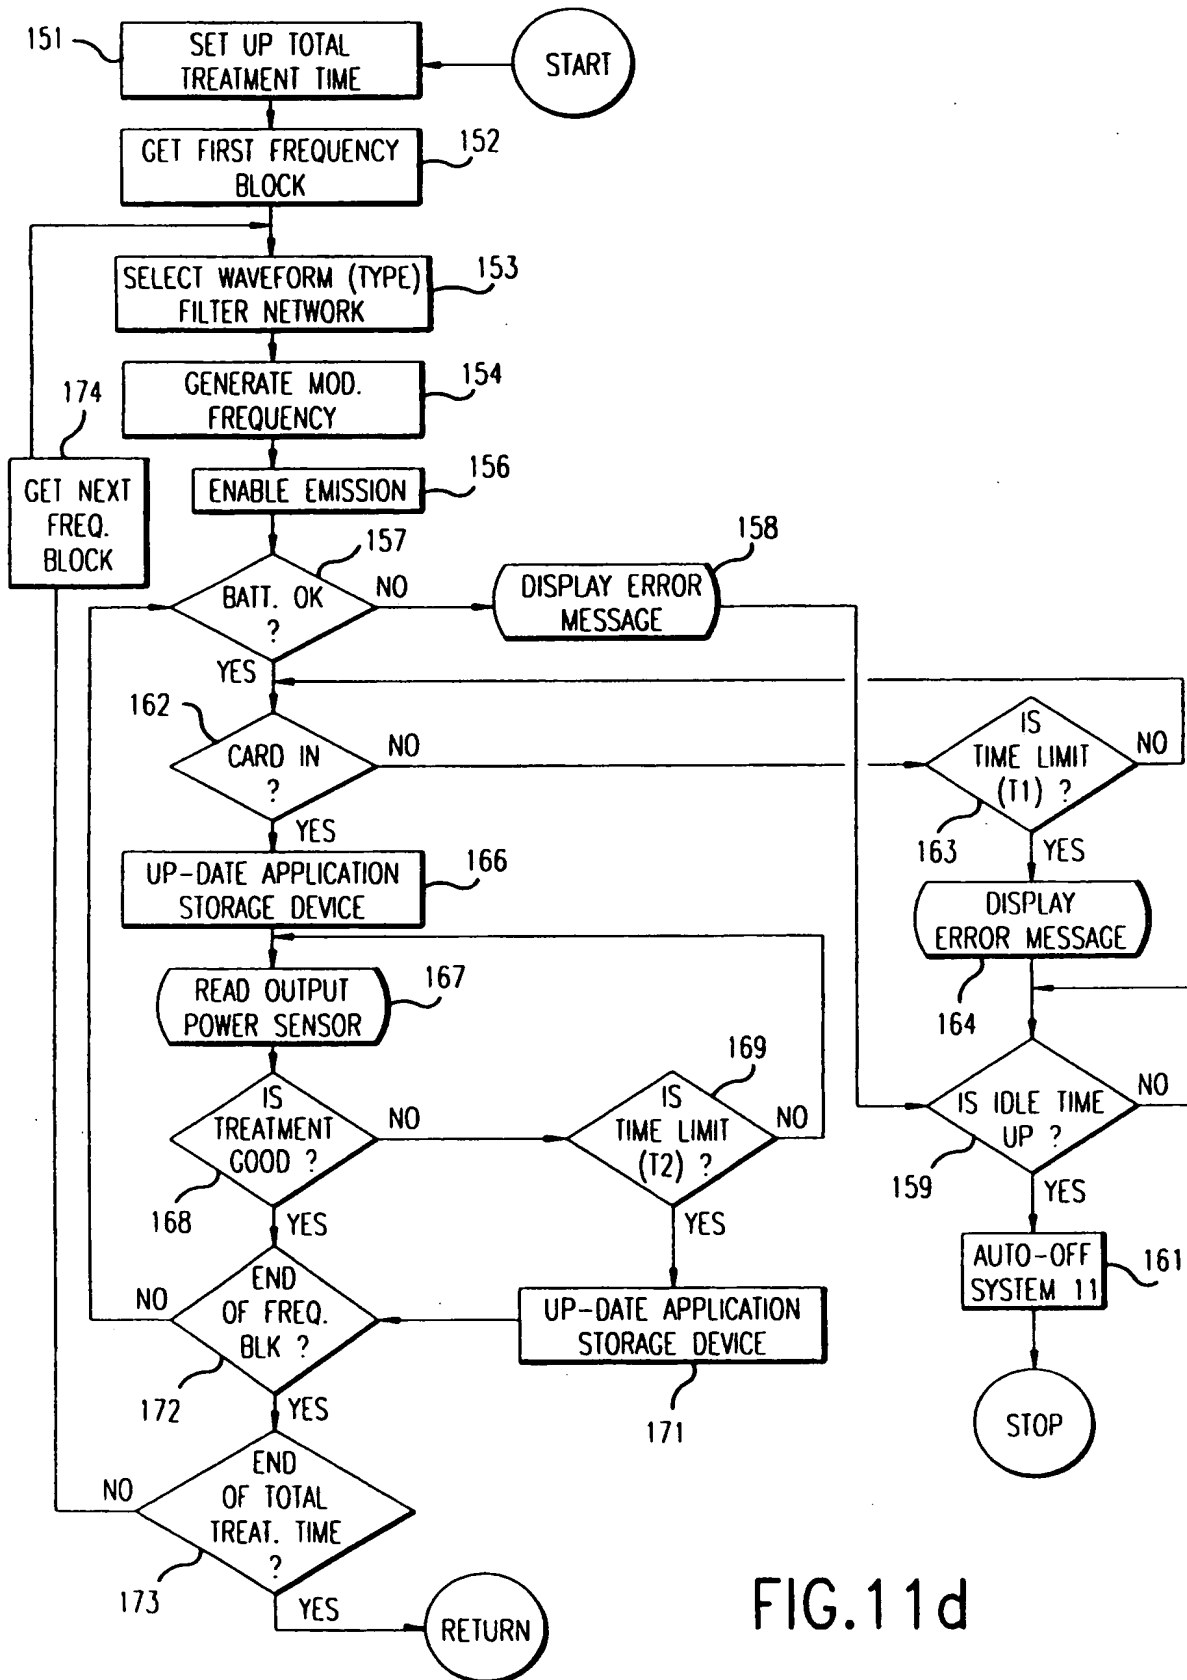 151
SET UP TOTAL
TREATMENT TIME
START
GET FIRST FREQUENCY
BLOCK
152
SELECT WAVEFORM (TYPE)
FILTER NETWORK
153
GENERATE MOD.
FREQUENCY
154
174
GET NEXT
FREQ.
BLOCK
ENABLE EMISSION
156
BATT. OK
?
157
NO
YES
DISPLAY ERROR
MESSAGE
158
162
CARD IN
?
NO
YES
IS
TIME LIMIT
(T1) ?
NO
163
YES
UP-DATE APPLICATION
STORAGE DEVICE
166
DISPLAY
ERROR MESSAGE
164
READ OUTPUT
POWER SENSOR
167
IS
TREATMENT
GOOD ?
NO
168
YES
169
IS
TIME LIMIT
(T2) ?
NO
YES
IS IDLE TIME
UP ?
NO
159
YES
AUTO-OFF
SYSTEM 11
161
STOP
END
OF FREQ.
BLK ?
NO
172
YES
UP-DATE APPLICATION
STORAGE DEVICE
171
END
OF TOTAL
TREAT. TIME
?
NO
173
YES
RETURN
FIG.11d